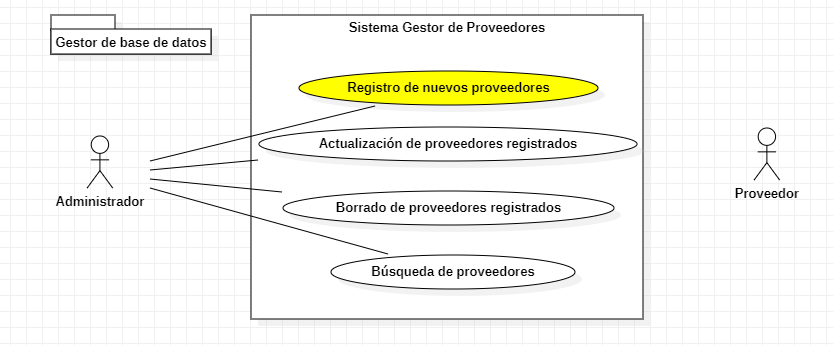 Gestor de base de datos
Sistema Gestor de Proveedores
Registro de nuevos proveedores
Actualización de proveedores registrados
Borrado de proveedores registrados
Búsqueda de proveedores
Administrador
Proveedor